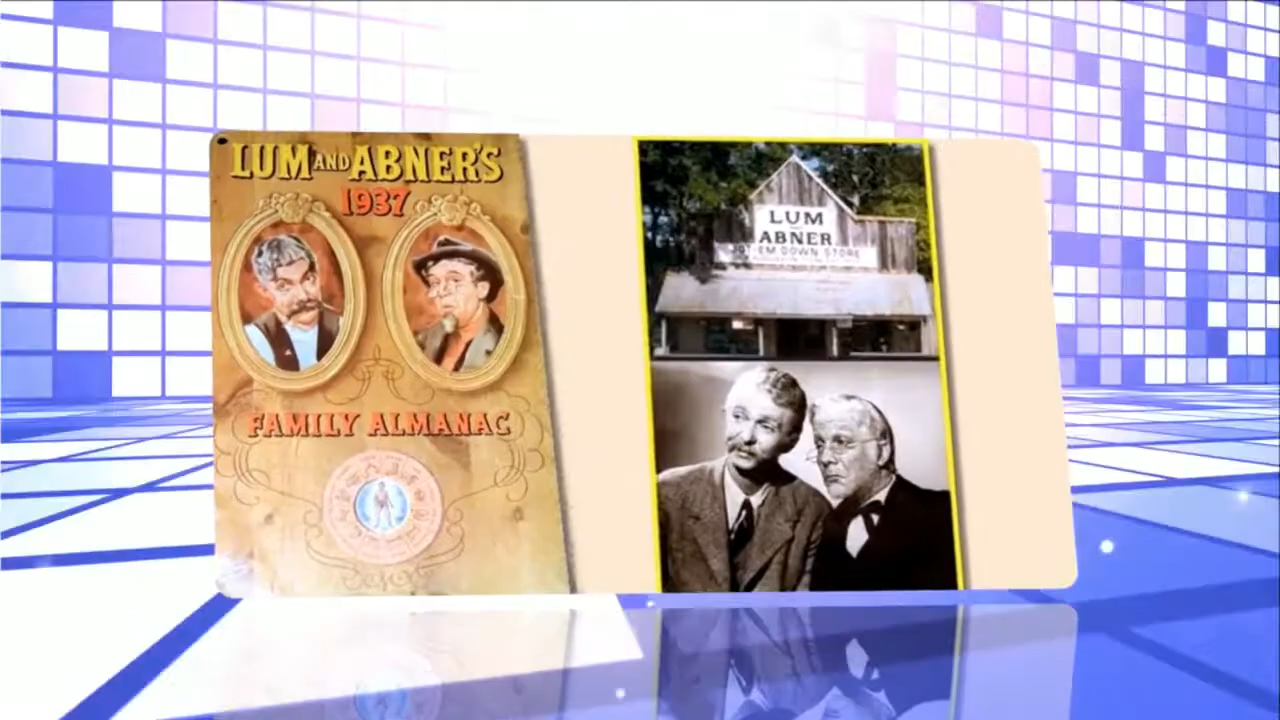 LUM AND ABNER'S
1937
FAMILY ALMANAC
LUM
ABNER
JOT 'EM DOWN STORE